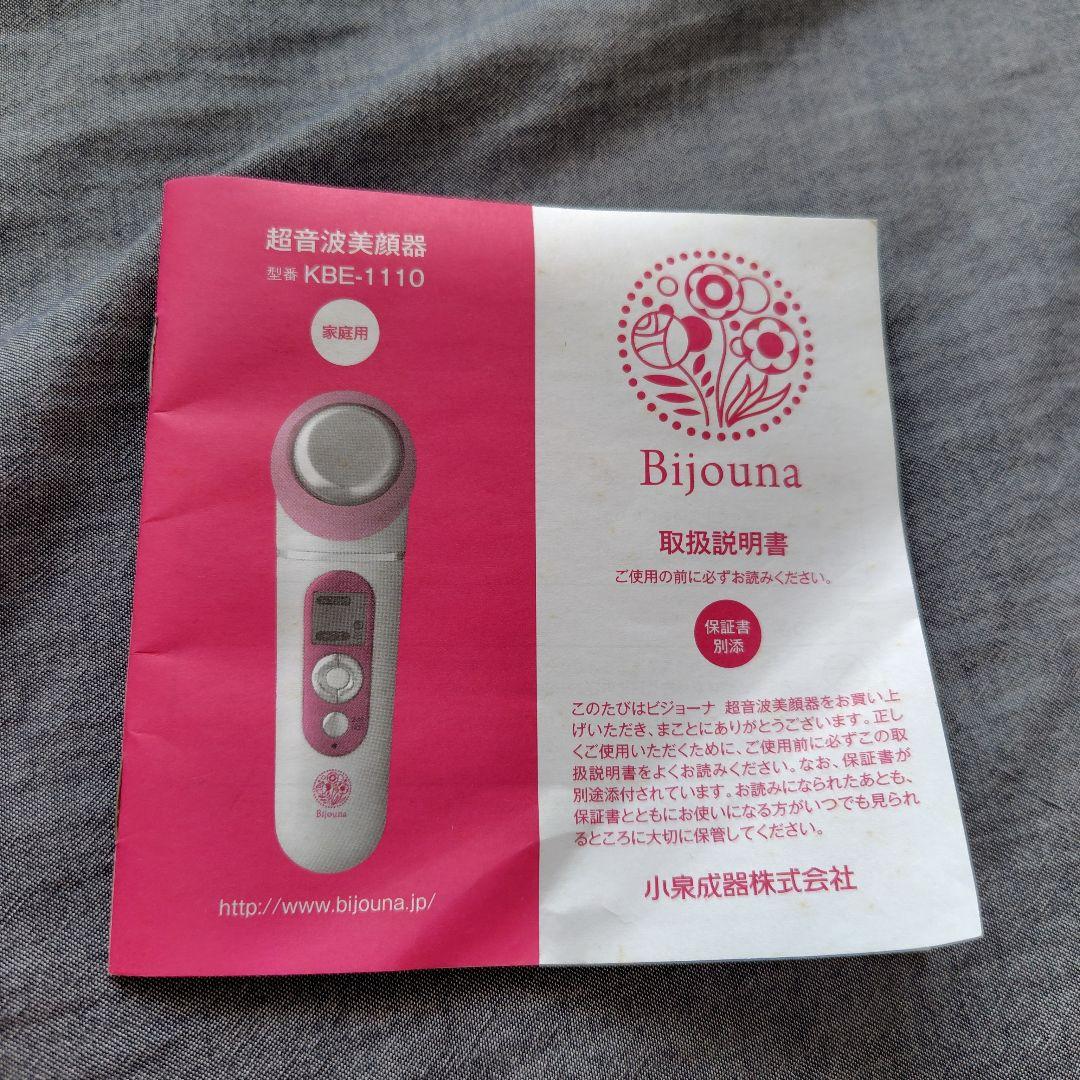 超音波美顔器
型番 KBE-1110
家庭用
Bijouna
http://www.bijouna.jp/
Bijouna
取扱説明書
ご使用の前に必ずお読みください。
保証書
別添
このたびはビジョーナ 超音波美顔器をお買い上
げいただき、まことにありがとうございます。正し
くご使用いただくために、ご使用前に必ずこの取
扱説明書をよくお読みください。なお、保証書が
別途添付されています。お読みになられたあとも、
保証書とともにお使いになる方がいつでも見られ
るところに大切に保管してください。
小泉成器株式会社